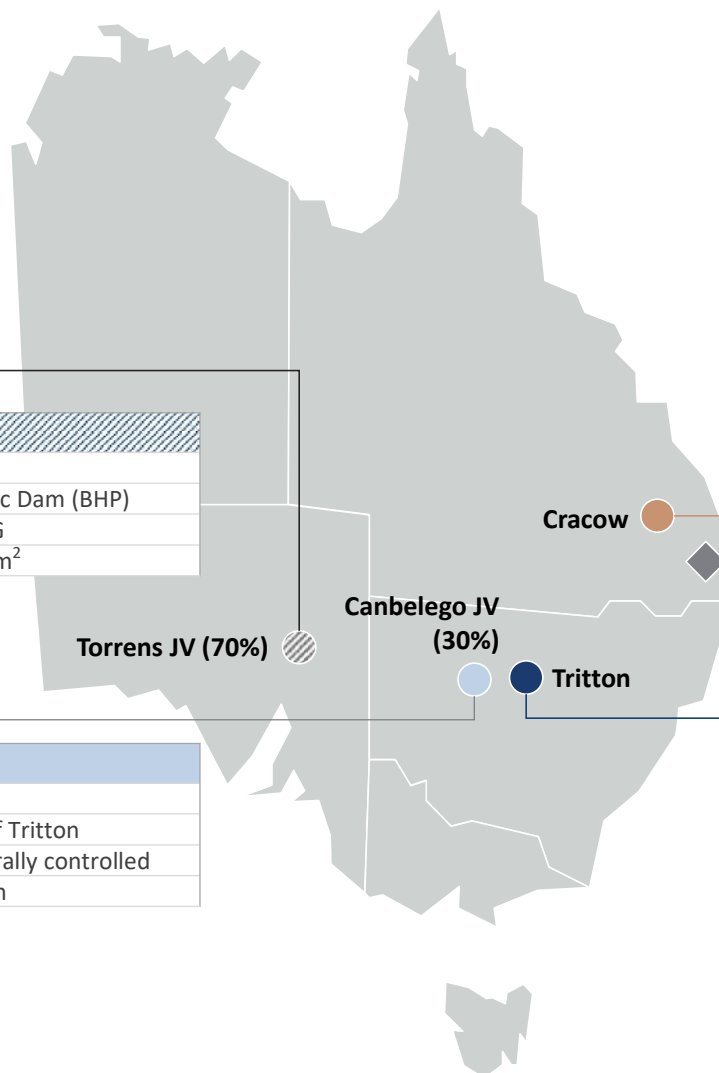 c Dam (BHP)
m²
Cracow
Canbelego JV
(30%)
Torrens JV (70%)
Tritton
Tritton
rally controlled